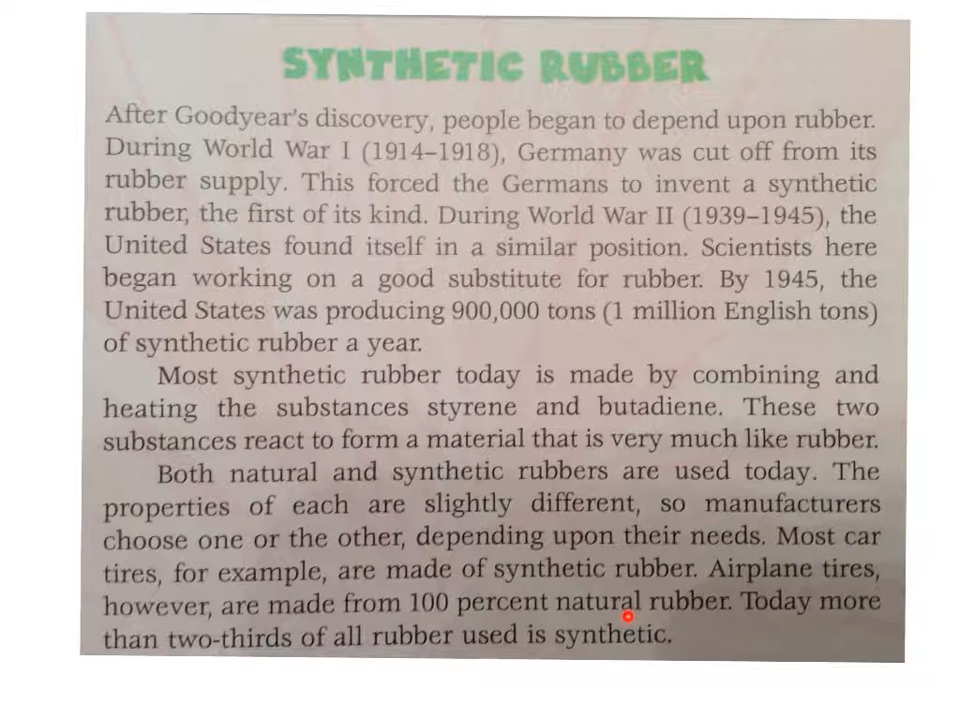 SYNTHETIC RUBBER
After Goodyear's discovery, people began to depend upon rubber.
During World War I (1914–1918), Germany was cut off from its
rubber supply. This forced the Germans to invent a synthetic
rubber, the first of its kind. During World War II (1939–1945), the
United States found itself in a similar position. Scientists here
began working on a good substitute for rubber. By 1945, the
United States was producing 900,000 tons (1 million English tons)
of synthetic rubber a year.
Most synthetic rubber today is made by combining and
heating the substances styrene and butadiene. These two
substances react to form a material that is very much like rubber.
Both natural and synthetic rubbers are used today. The
properties of each are slightly different, so manufacturers
choose one or the other, depending upon their needs. Most car
tires, for example, are made of synthetic rubber. Airplane tires,
however, are made from 100 percent natural rubber. Today more
than two-thirds of all rubber used is synthetic.